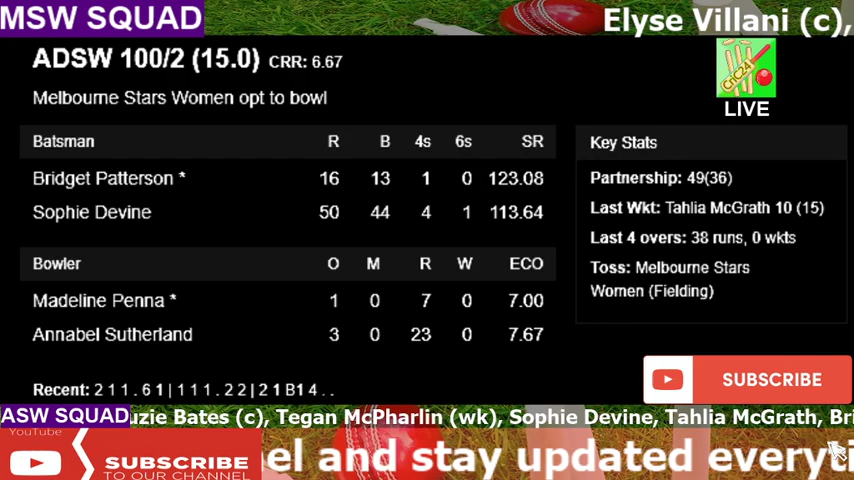 MSW SQUAD
Elyse Villani (c),
ADSW 100/2 (15.0) CRR: 6.67
Melbourne Stars Women opt to bowl
CriC24
LIVE
Batsman R B 4s 6s SR
Bridget Patterson * 16 13 1 0 123.08
Sophie Devine 50 44 4 1 113.64
Bowler O M R W ECO
Madeline Penna * 1 0 7 0 7.00
Annabel Sutherland 3 0 23 0 7.67
Recent: 2 1 1 . 6 1 | 1 1 1 . 2 2 | 2 1 B1 4 . .
Key Stats
Partnership: 49(36)
Last Wkt: Tahlia McGrath 10 (15)
Last 4 overs: 38 runs, 0 wkts
Toss: Melbourne Stars
Women (Fielding)
SUBSCRIBE
ASW SQUAD
uzie Bates (c), Tegan McPharlin (wk), Sophie Devine, Tahlia McGrath, Bri
YouTube
SUBSCRIBE
TO OUR CHANNEL
el and stay updated everyti